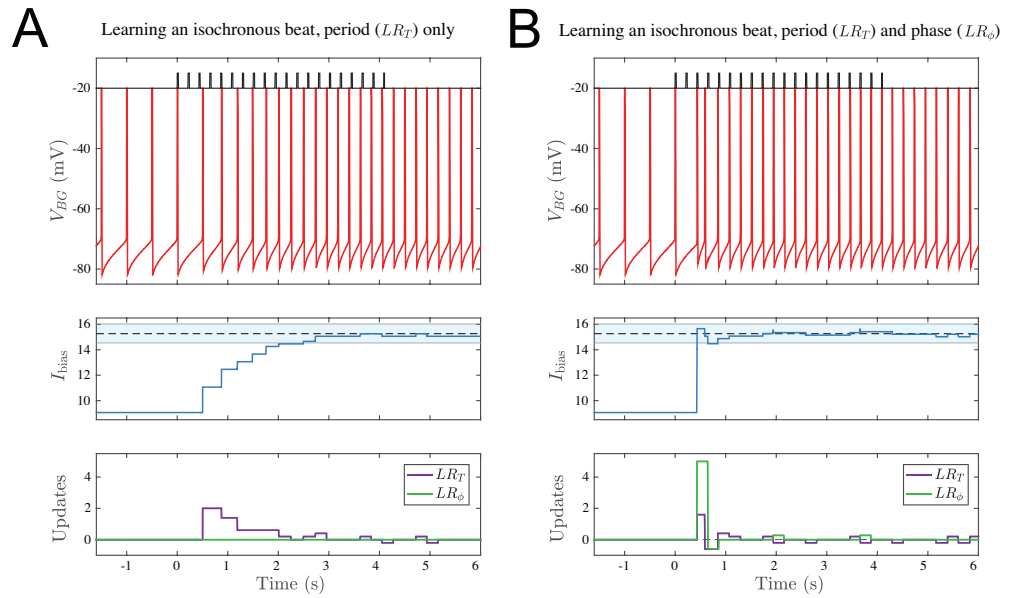 A
Learning an isochronous beat, period (LR_T) only
-20
-40
-60
-80
V_BG (mV)
16
14
12
10
I_bias
4
2
0
Updates
LR_T
LR_ϕ
-1 0 1 2 3 4 5 6
Time (s)
B
Learning an isochronous beat, period (LR_T) and phase (LR_ϕ)
-20
-40
-60
-80
V_BG (mV)
16
14
12
10
I_bias
4
2
0
Updates
LR_T
LR_ϕ
-1 0 1 2 3 4 5 6
Time (s)